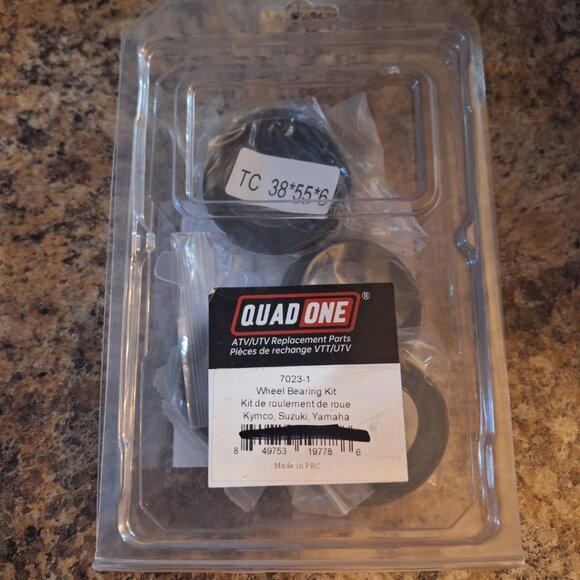 TC 38*55*6
QUAD ONE®
ATV/UTV Replacement Parts
Pièces de rechange VTT/UTV
7023-1
Wheel Bearing Kit
Kit de roulement de roue
Kymco, Suzuki, Yamaha
8 49753 19778 6
Made in PRC